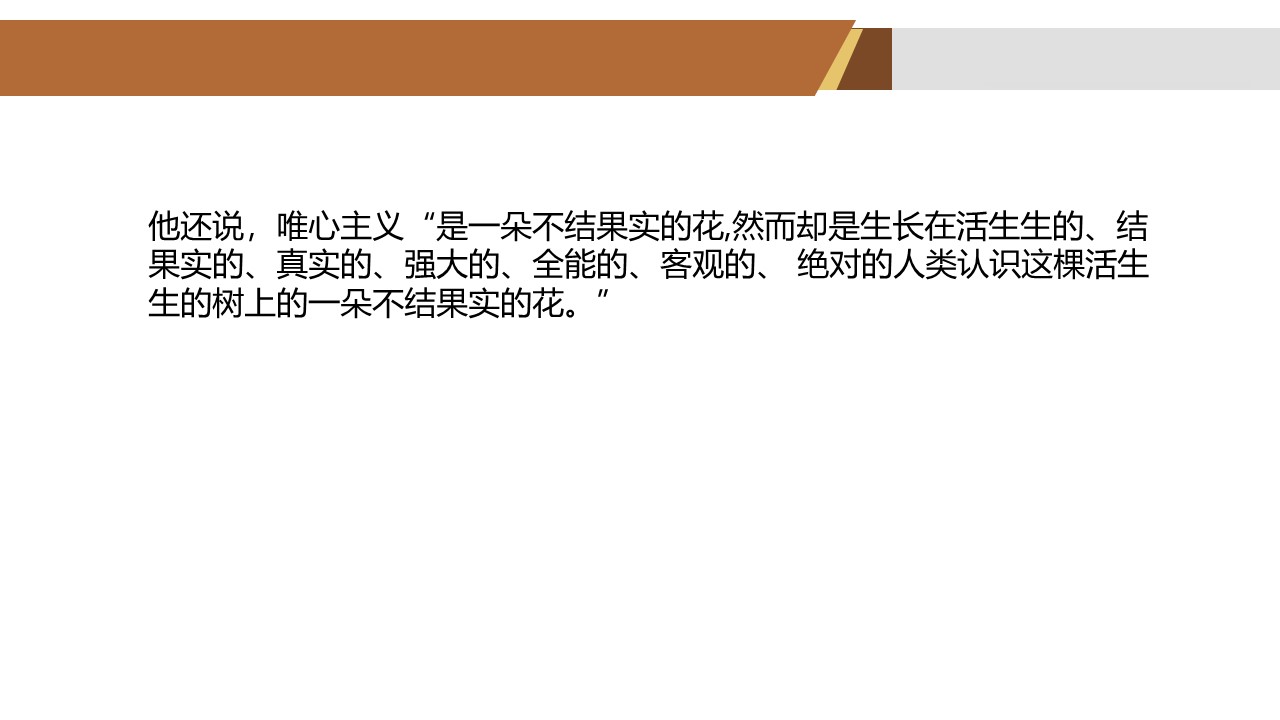 他还说，唯心主义“是一朵不结果实的花,然而却是生长在活生生的、结
果实的、真实的、强大的、全能的、客观的、 绝对的人类认识这棵活生
生的树上的一朵不结果实的花。”